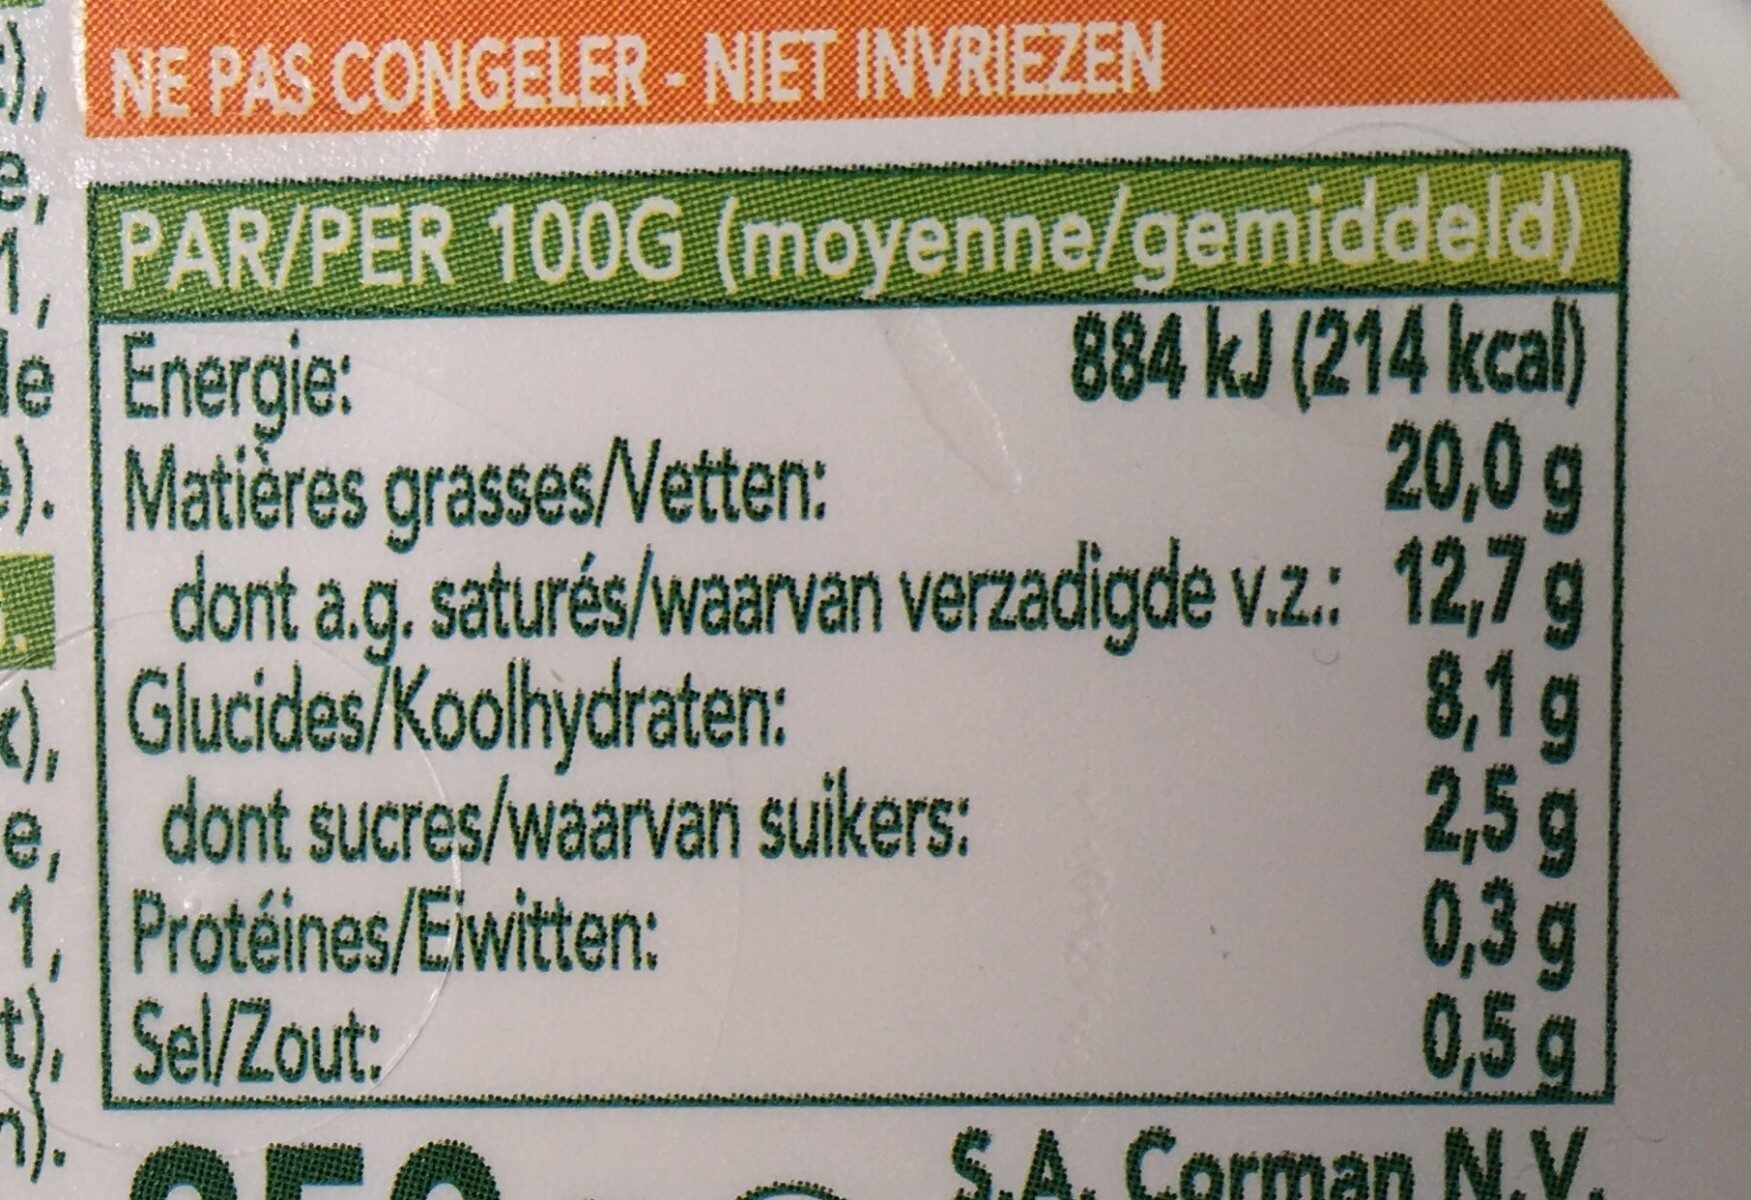 NE PAS CONGELER - NIET INVRIEZEN
PAR/PER 100G (moyenne/gemiddeld)
Energie: 884 kJ (214 kcal)
Matières grasses/Vetten: 20,0 g
dont a.g. saturés/waarvan verzadigde v.z.: 12,7 g
Glucides/Koolhydraten: 8,1 g
dont sucres/waarvan suikers: 2,5 g
Protéines/Eiwitten: 0,3 g
Sel/Zout: 0,5 g
S.A. Corman N.V.